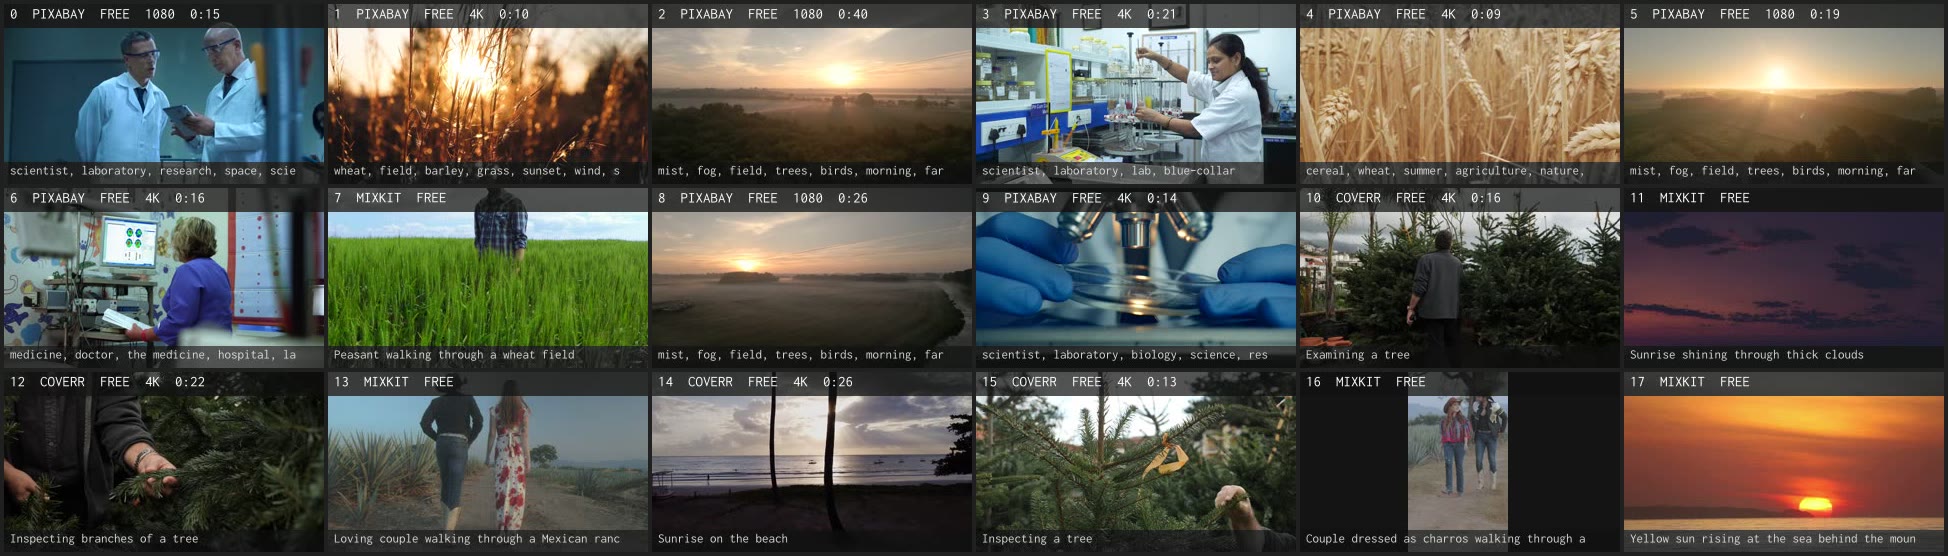 0 PIXABAY FREE 1080 0:15
scientist, laboratory, research, space, scie
1 PIXABAY FREE 4K 0:10
wheat, field, barley, grass, sunset, wind, s
2 PIXABAY FREE 1080 0:40
mist, fog, field, trees, birds, morning, far
3 PIXABAY FREE 4K 0:21
scientist, laboratory, lab, blue-collar
4 PIXABAY FREE 4K 0:09
cereal, wheat, summer, agriculture, nature,
5 PIXABAY FREE 1080 0:19
mist, fog, field, trees, birds, morning, far
6 PIXABAY FREE 4K 0:16
medicine, doctor, the medicine, hospital, la
7 MIXKIT FREE
Peasant walking through a wheat field
8 PIXABAY FREE 1080 0:26
mist, fog, field, trees, birds, morning, far
9 PIXABAY FREE 4K 0:14
scientist, laboratory, biology, science, res
10 COVERR FREE 4K 0:16
Examining a tree
11 MIXKIT FREE
Sunrise shining through thick clouds
12 COVERR FREE 4K 0:22
Inspecting branches of a tree
13 MIXKIT FREE
Loving couple walking through a Mexican ranc
14 COVERR FREE 4K 0:26
Sunrise on the beach
15 COVERR FREE 4K 0:13
Inspecting a tree
16 MIXKIT FREE
Couple dressed as charros walking through a
17 MIXKIT FREE
Yellow sun rising at the sea behind the moun